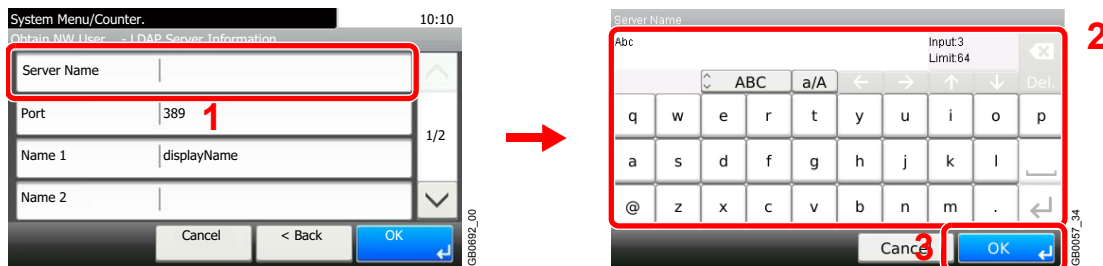 System Menu/Counter. 10:10
Obtain NW User... - LDAP Server Information
Server Name
Port 389
1
Name 1 displayName
1/2
Name 2
Cancel < Back OK
GB0692_00
Server Name
2
Abc Input:3
Limit:64
ABC a/A ← → ↑ ↓ Del.
q w e r t y u i o p
a s d f g h j k l
@ z x c v b n m .
Cancel 3 OK
GB0057_34